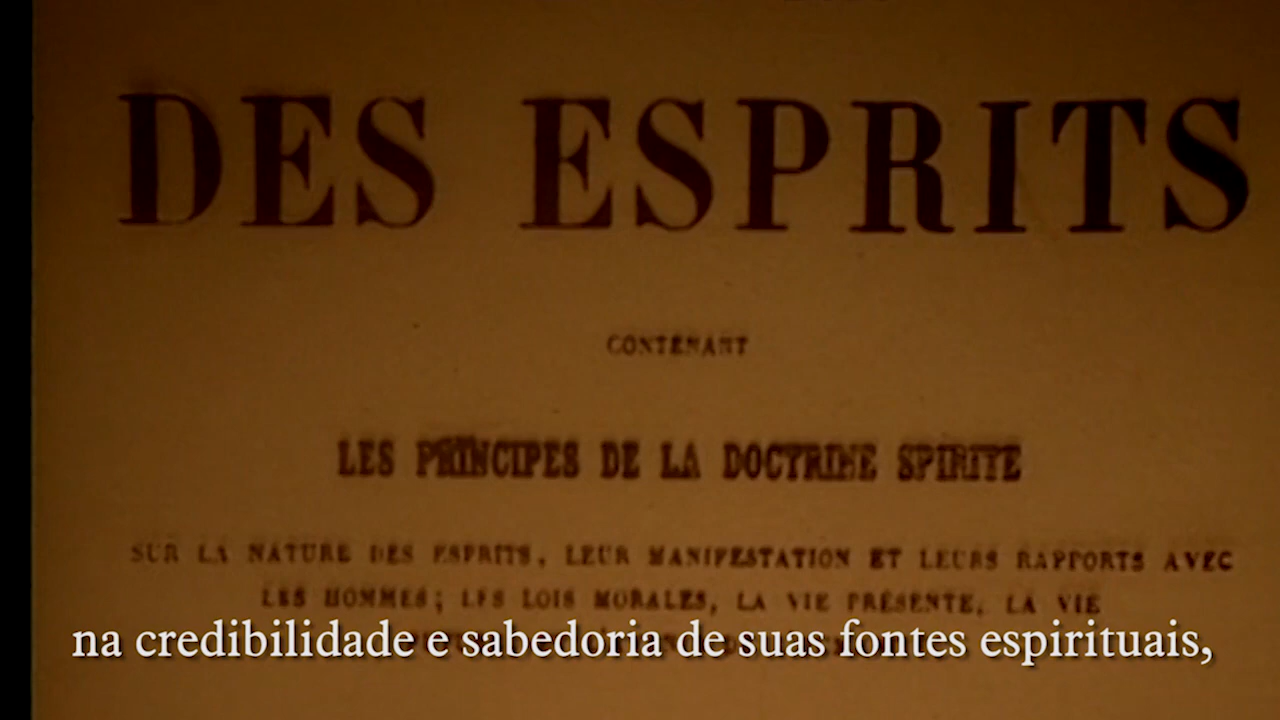 DES ESPRITS
CONTENANT
LES PRINCIPES DE LA DOCTRINE SPIRITE
SUR LA NATURE DES ESPRITS, LEUR MANIFESTATION ET LEURS RAPPORTS AVEC
LES HOMMES; LES LOIS MORALES, LA VIE PRÉSENTE, LA VIE
na credibilidade e sabedoria de suas fontes espirituais,